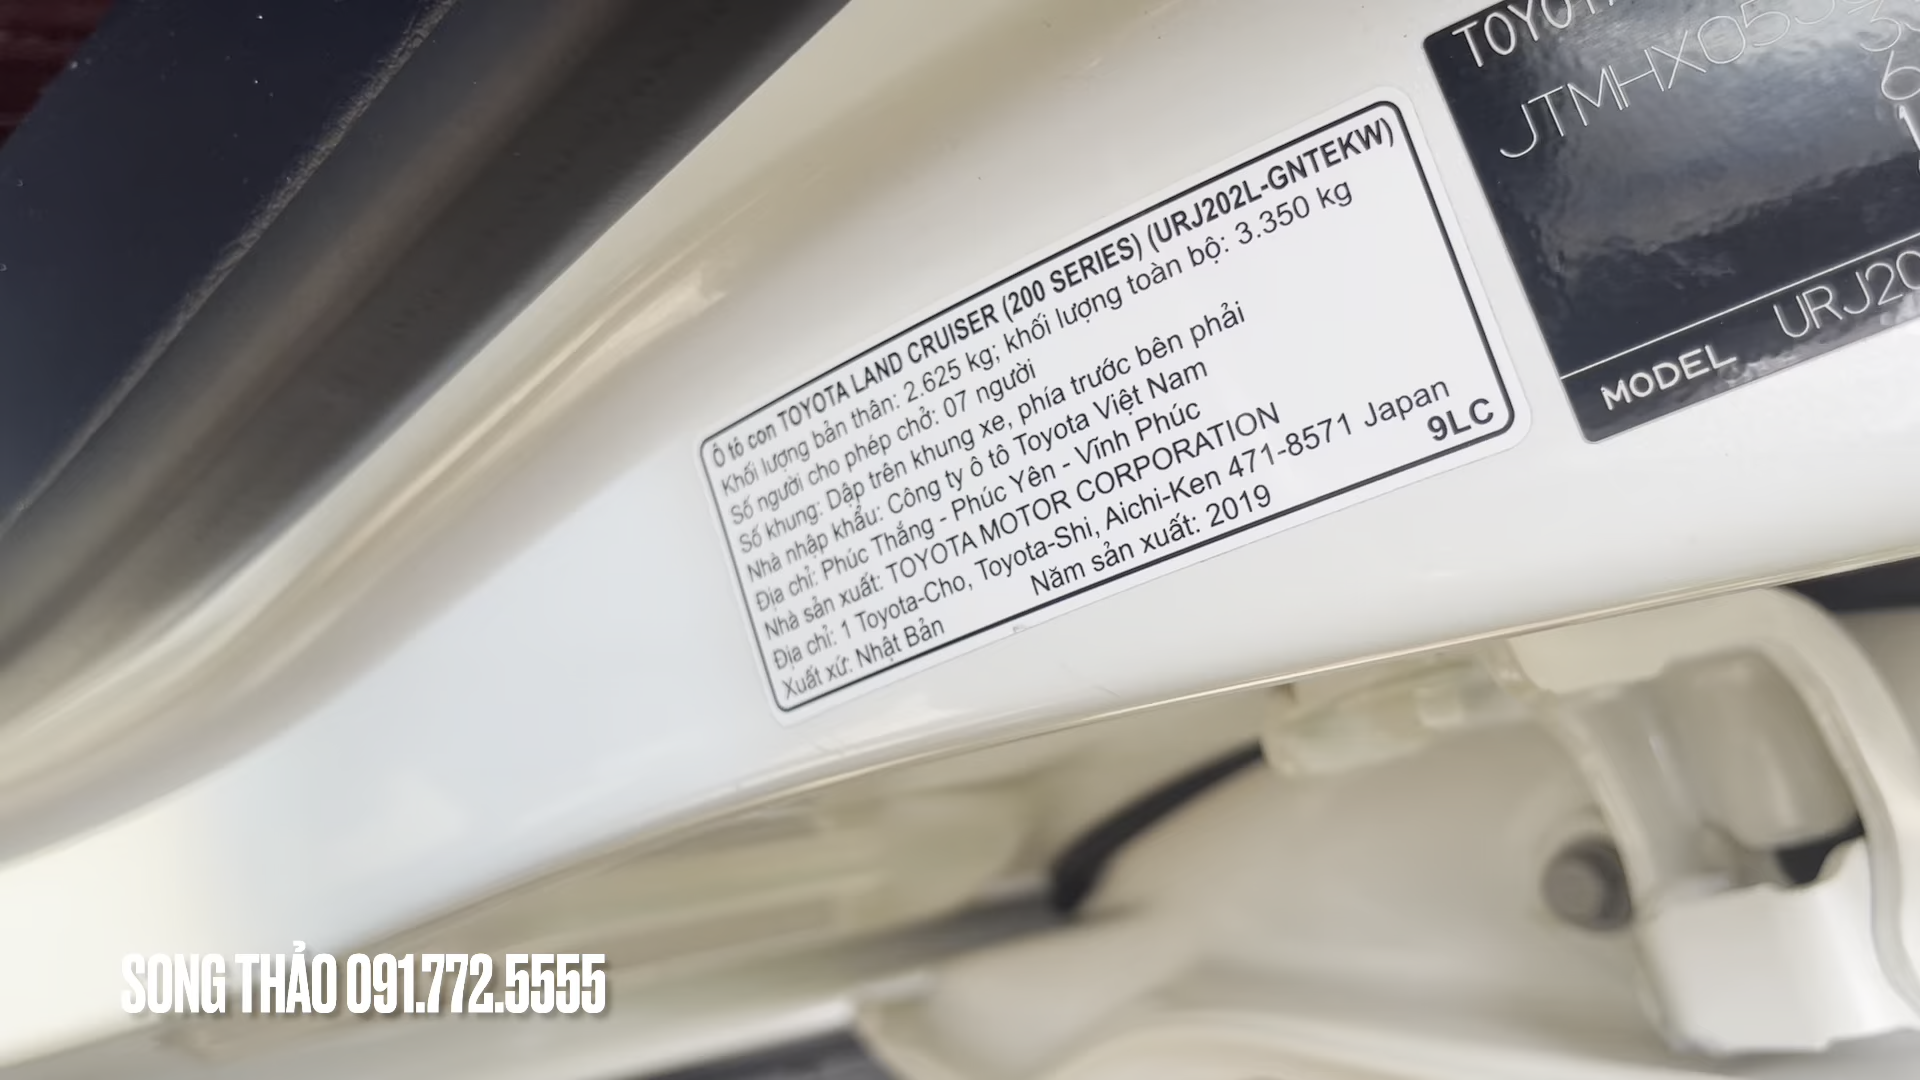 Ô tô con TOYOTA LAND CRUISER (200 SERIES) (URJ202L-GNTEKW)
Khối lượng bản thân: 2.625 kg; khối lượng toàn bộ: 3.350 kg
Số người cho phép chở: 07 người
Số khung: Dập trên khung xe, phía trước bên phải
Nhà nhập khẩu: Công ty ô tô Toyota Việt Nam
Địa chỉ: Phúc Thắng - Phúc Yên - Vĩnh Phúc
Nhà sản xuất: TOYOTA MOTOR CORPORATION
Địa chỉ: 1 Toyota-Cho, Toyota-Shi, Aichi-Ken 471-8571 Japan
Xuất xứ: Nhật Bản Năm sản xuất: 2019 9LC
MODEL URJ20
SONG THẢO 091.772.5555